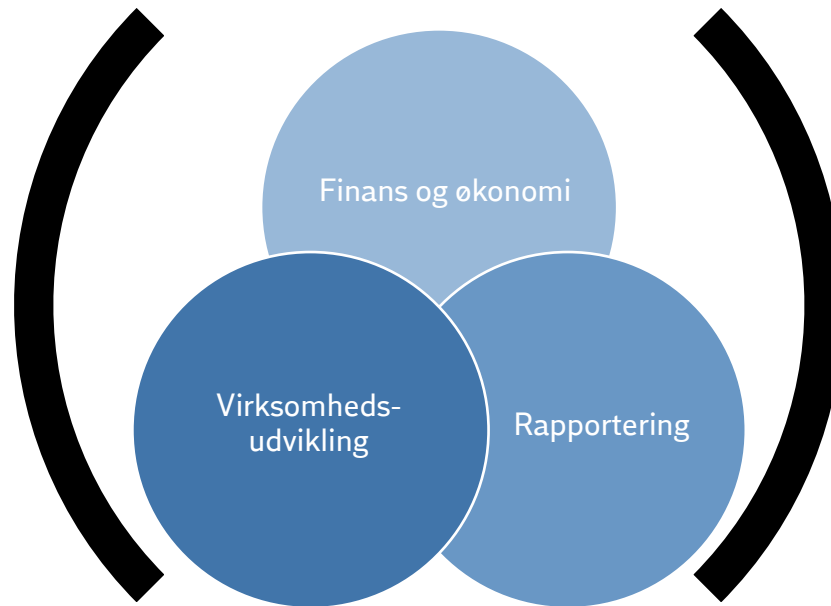 Finans og økonomi
Virksomheds-
udvikling
Rapportering